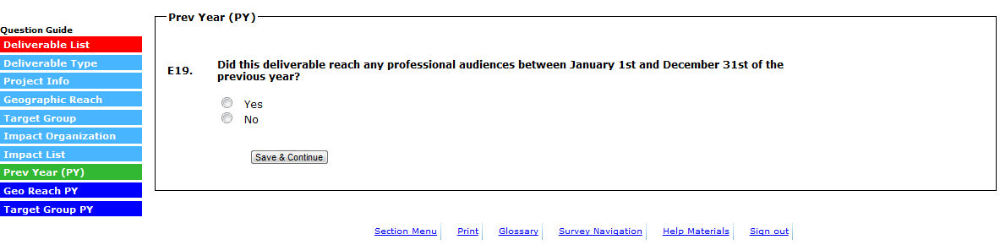 Question Guide
Deliverable List
Deliverable Type
Project Info
Geographic Reach
Target Group
Impact Organization
Impact List
Prev Year (PY)
Geo Reach PY
Target Group PY
Prev Year (PY)
E19.
Did this deliverable reach any professional audiences between January 1st and December 31st of the
previous year?
Yes
No
Save & Continue
Section Menu
Print
Glossary
Survey Navigation
Help Materials
Sign out